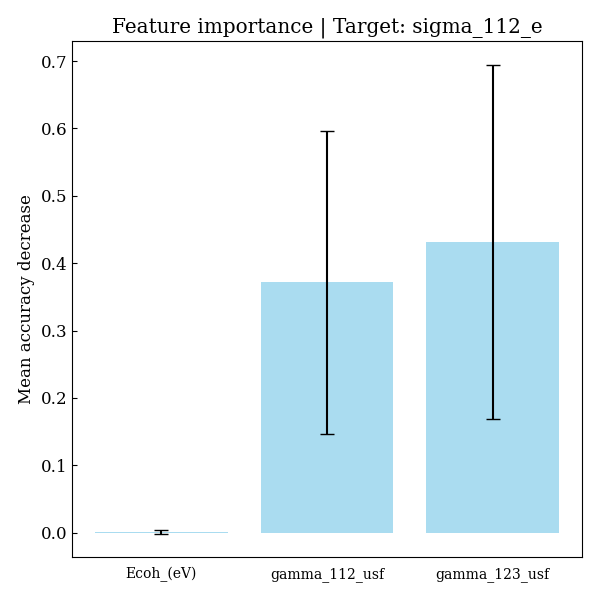 Feature importance | Target: sigma_112_e
Mean accuracy decrease
0.7
0.6
0.5
0.4
0.3
0.2
0.1
0.0
Ecoh_(eV)
gamma_112_usf
gamma_123_usf